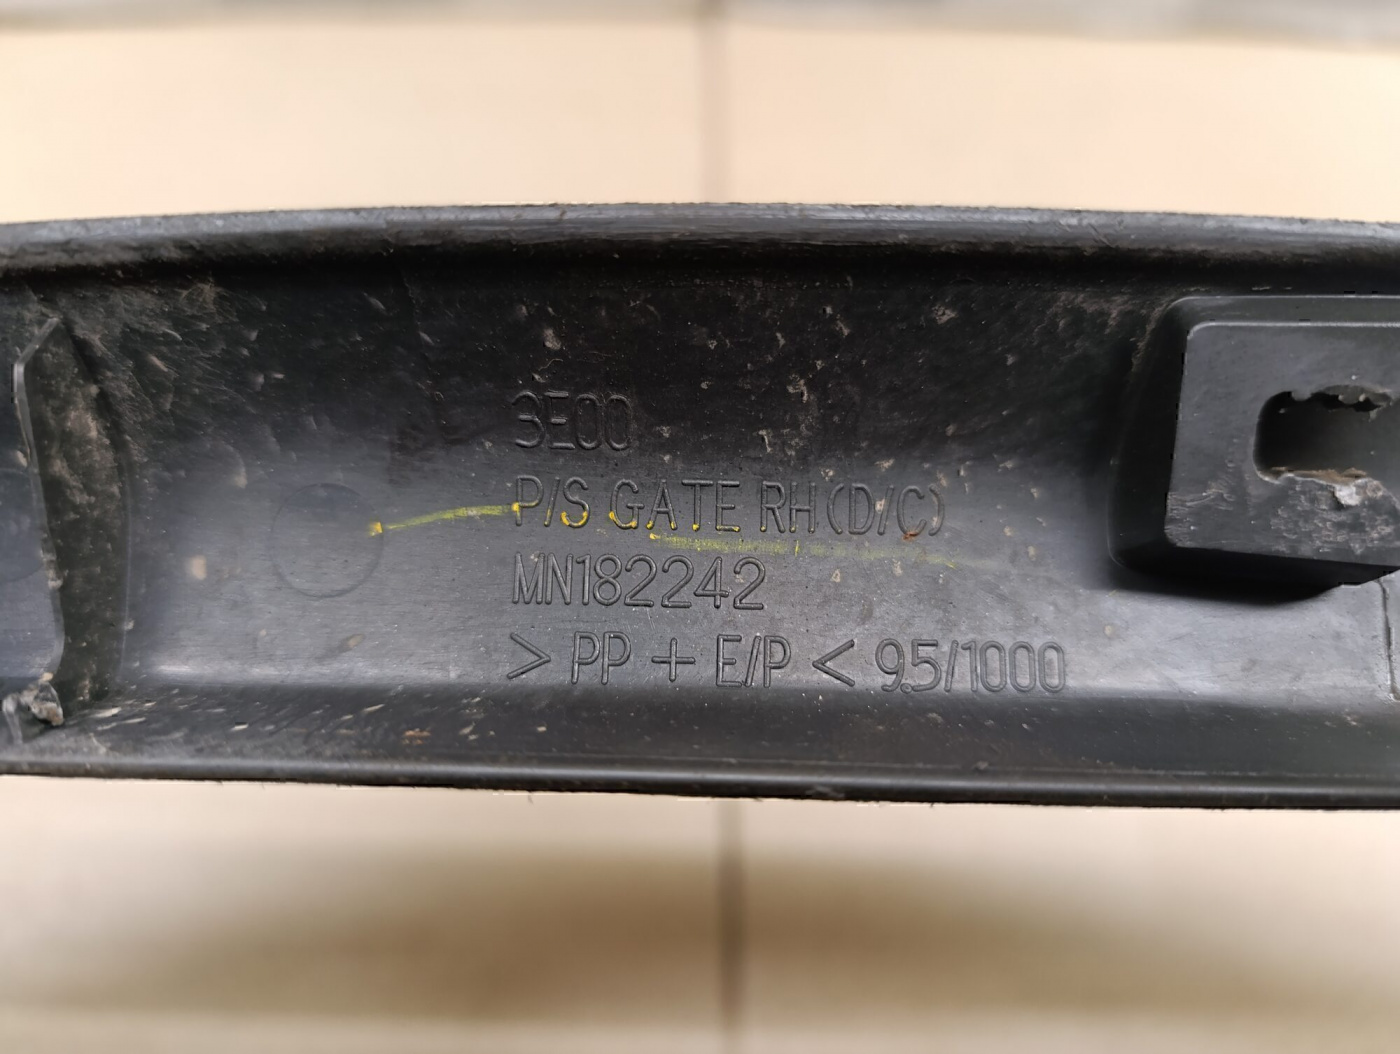 3E00
P/S GATE RH(D/C)
MN182242
> PP + E/P < 9.5/1000